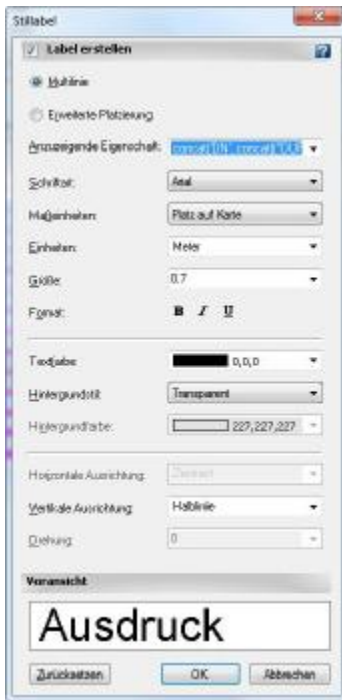 Stillabel
Label erstellen
Multilinie
Erweiterte Platzierung
Anzuzeigende Eigenschaft:
Schriftart: Arial
Maßeinheiten: Platz auf Karte
Einheiten: Meter
Größe: 0.7
Format: B I U
Textfarbe: 0,0,0
Hintergrundstil: Transparent
Hintergrundfarbe: 227,227,227
Horizontale Ausrichtung: Zentriert
Vertikale Ausrichtung: Halblinie
Drehung: 0
Voransicht
Ausdruck
Zurücksetzen OK Abbrechen